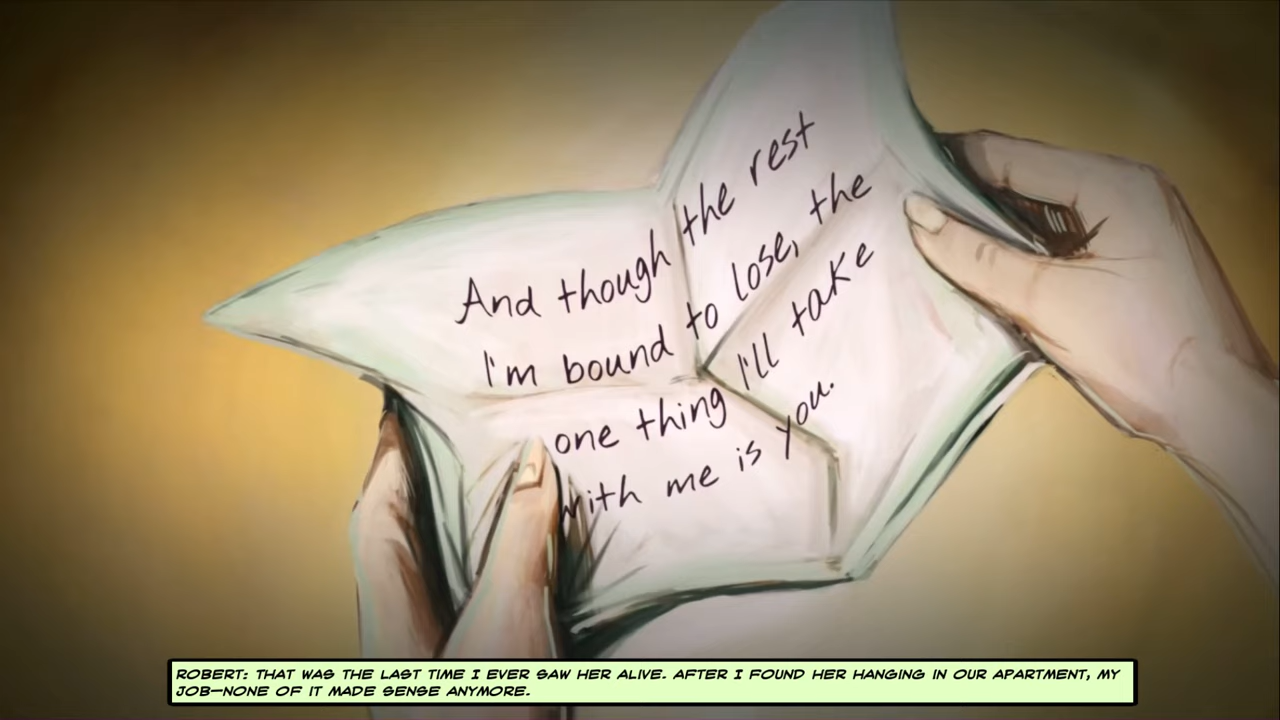 And though the rest
I'm bound to lose, the
one thing I'll take
with me is you.
ROBERT: THAT WAS THE LAST TIME I EVER SAW HER ALIVE. AFTER I FOUND HER HANGING IN OUR APARTMENT, MY
JOB—NONE OF IT MADE SENSE ANYMORE.